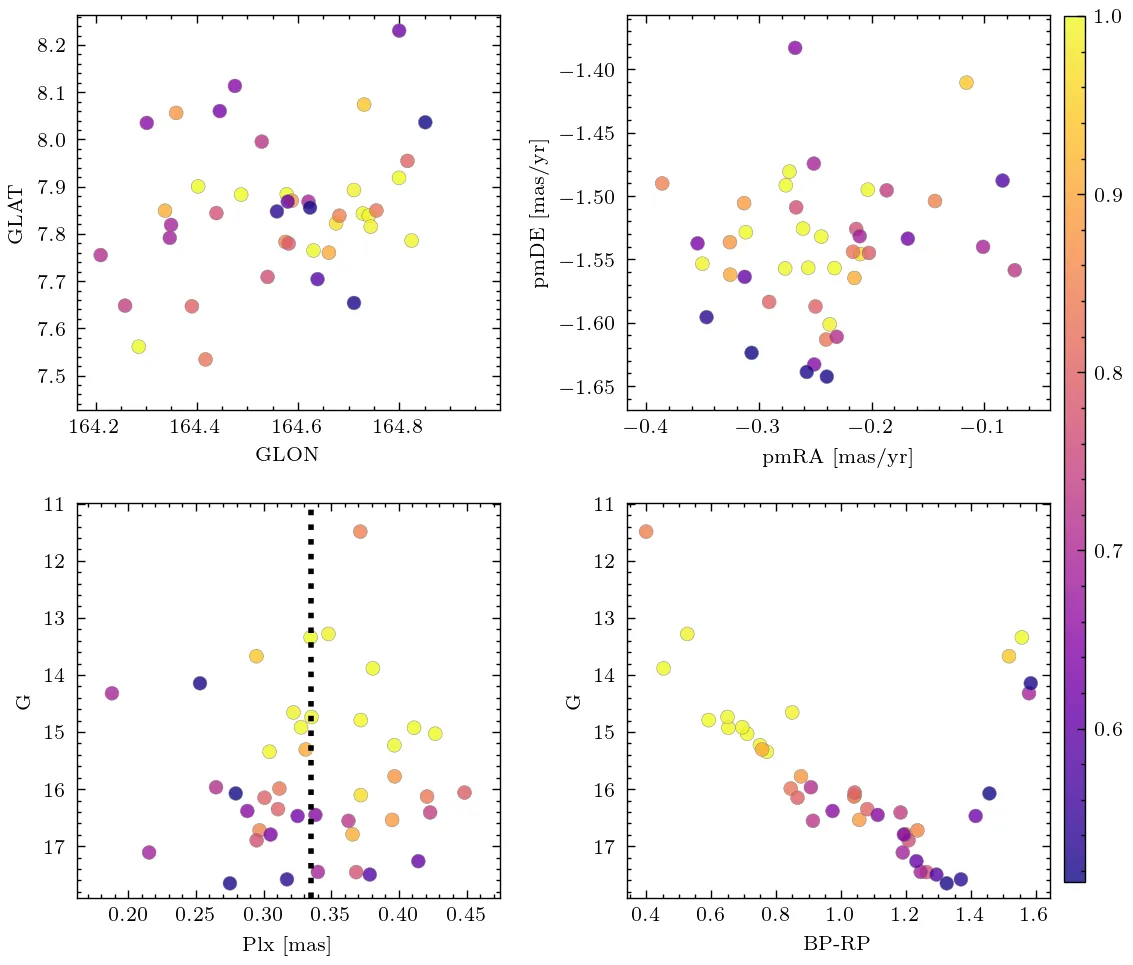 8.2
8.1
8.0
7.9
7.8
7.7
7.6
7.5
GLAT
164.2 164.4 164.6 164.8
GLON
−1.40
−1.45
−1.50
−1.55
−1.60
−1.65
pmDE [mas/yr]
−0.4 −0.3 −0.2 −0.1
pmRA [mas/yr]
1.0
0.9
0.8
0.7
0.6
11
12
13
14
15
16
17
G
0.20 0.25 0.30 0.35 0.40 0.45
Plx [mas]
11
12
13
14
15
16
17
G
0.4 0.6 0.8 1.0 1.2 1.4 1.6
BP-RP